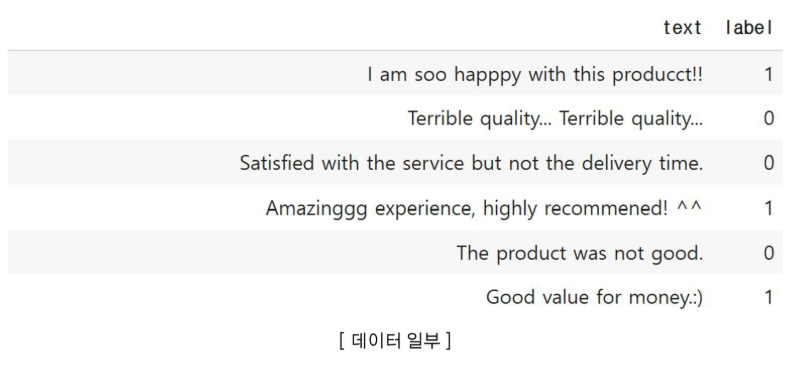 text label
I am soo happpy with this producct!! 1
Terrible quality... Terrible quality... 0
Satisfied with the service but not the delivery time. 0
Amazinggg experience, highly recommened! ^^ 1
The product was not good. 0
Good value for money.:) 1
[ 데이터 일부 ]